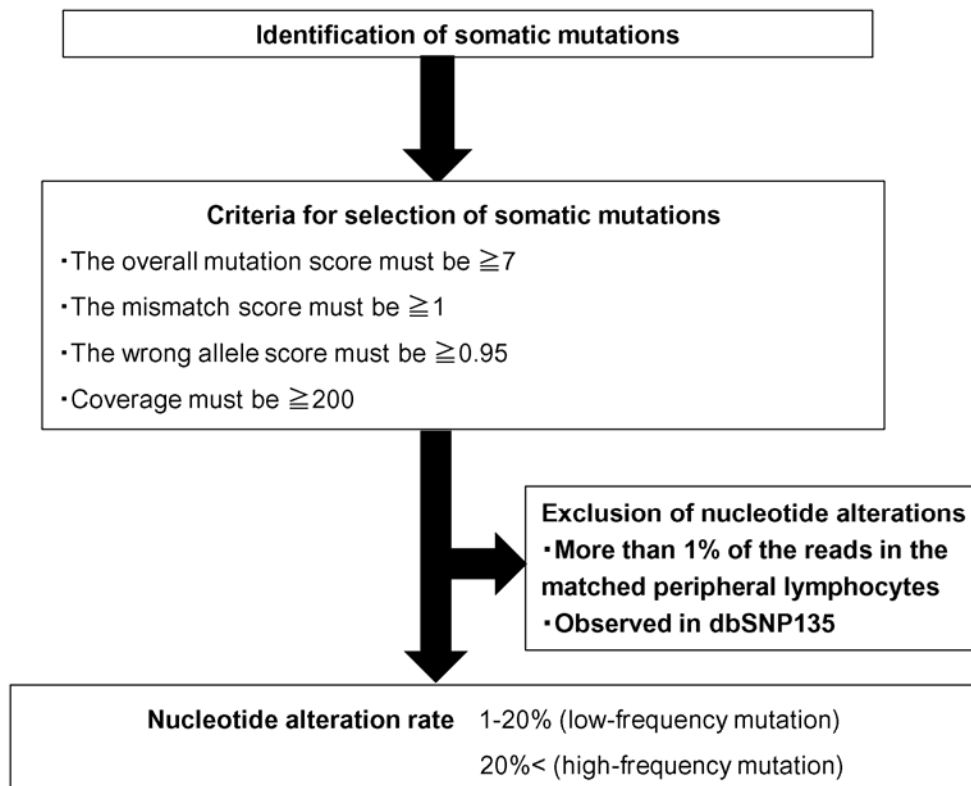 Identification of somatic mutations
Criteria for selection of somatic mutations
・The overall mutation score must be ≧7
・The mismatch score must be ≧1
・The wrong allele score must be ≧0.95
・Coverage must be ≧200
Exclusion of nucleotide alterations
・More than 1% of the reads in the
matched peripheral lymphocytes
・Observed in dbSNP135
Nucleotide alteration rate 1-20% (low-frequency mutation)
20%< (high-frequency mutation)